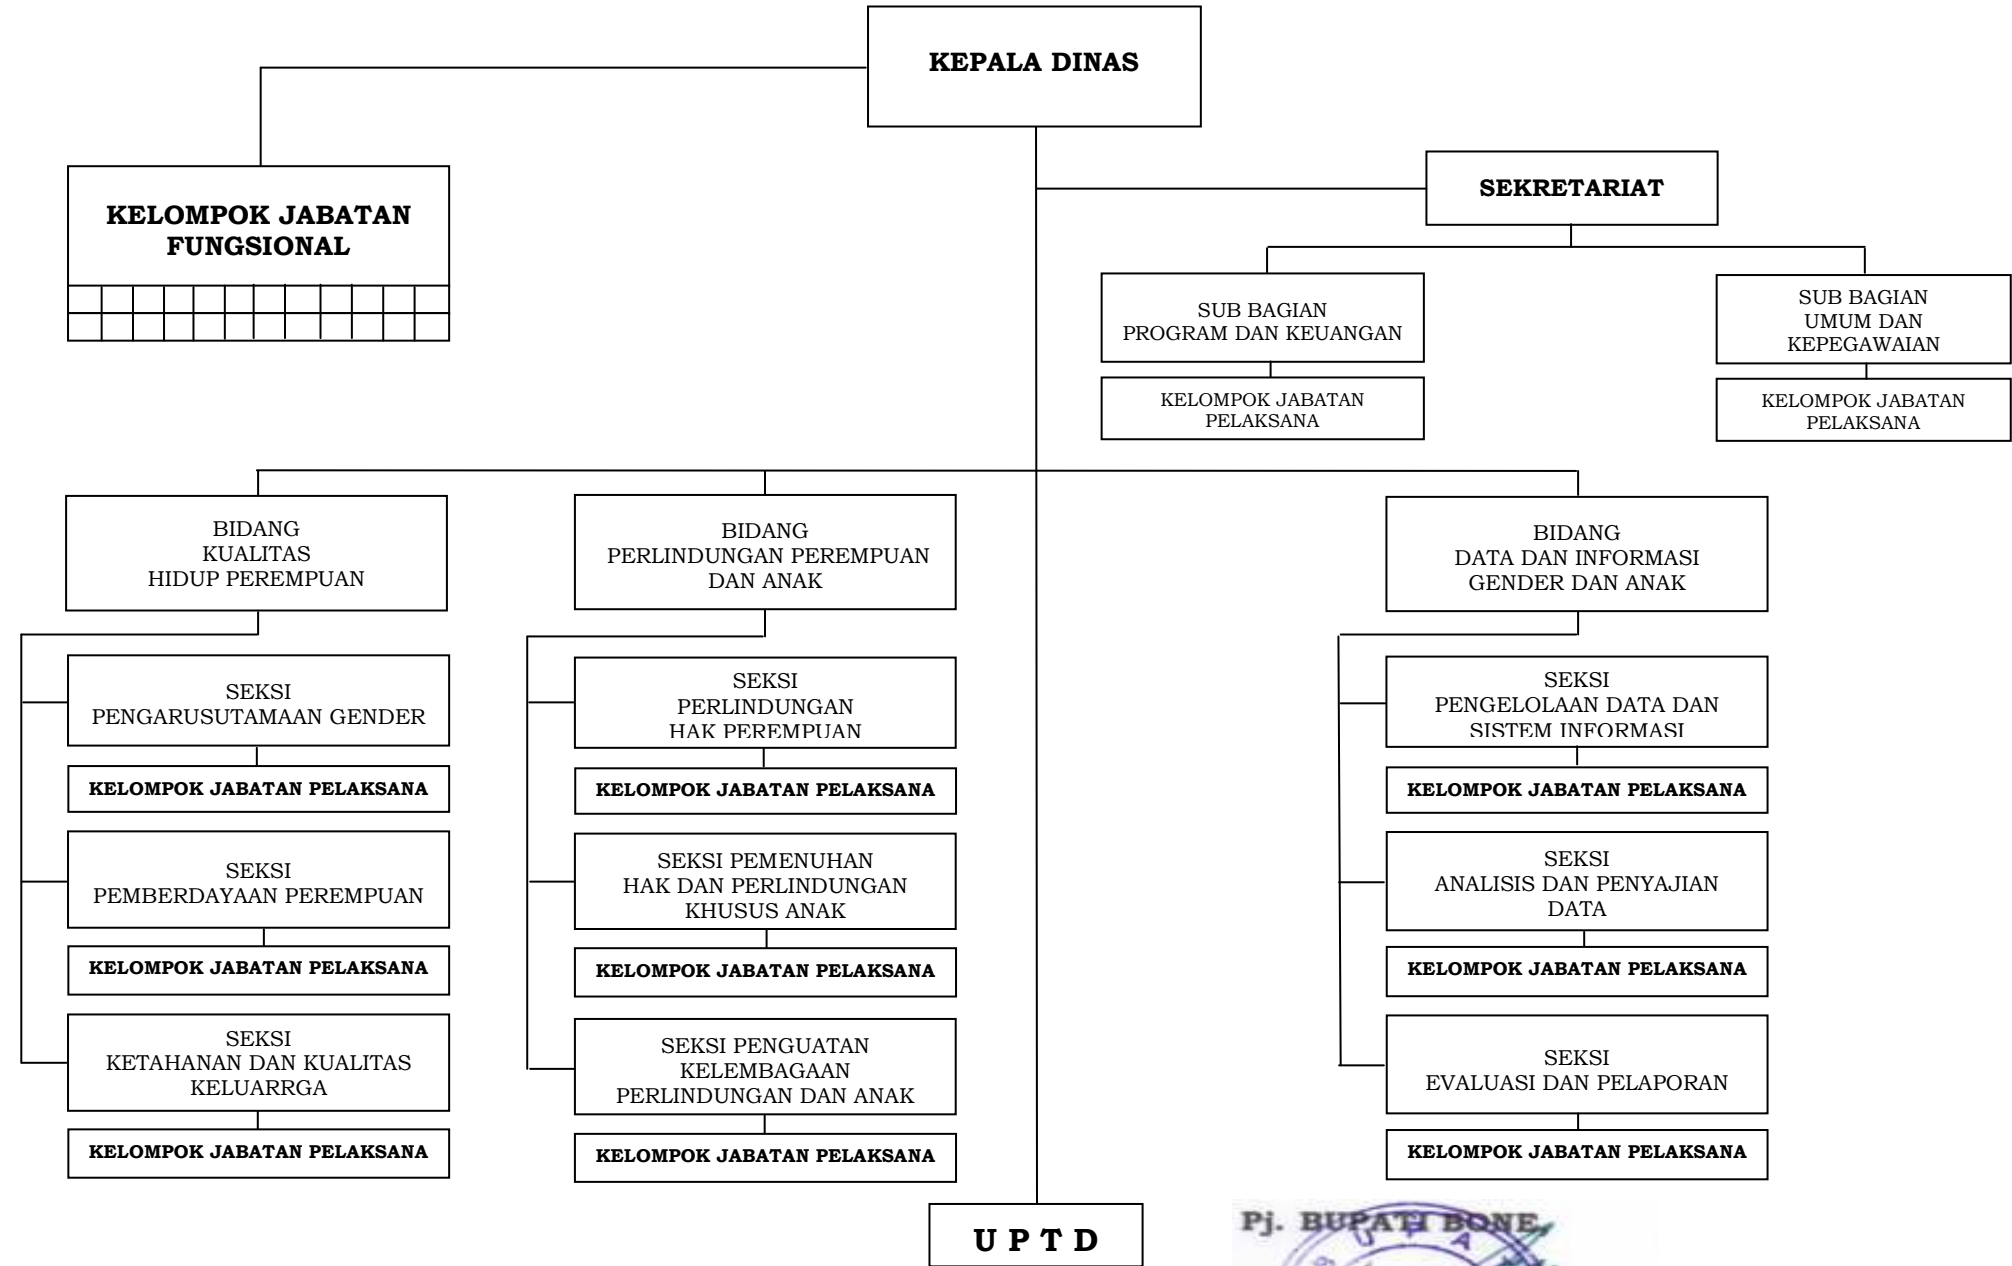 KEPALA DINAS
KELOMPOK JABATAN
FUNGSIONAL
SEKRETARIAT
SUB BAGIAN
PROGRAM DAN KEUANGAN
KELOMPOK JABATAN
PELAKSANA
SUB BAGIAN
UMUM DAN
KEPEGAWAIAN
KELOMPOK JABATAN
PELAKSANA
BIDANG
KUALITAS
HIDUP PEREMPUAN
SEKSI
PENGARUSUTAMAAN GENDER
KELOMPOK JABATAN PELAKSANA
SEKSI
PEMBERDAYAAN PEREMPUAN
KELOMPOK JABATAN PELAKSANA
SEKSI
KETAHANAN DAN KUALITAS
KELUARRGA
KELOMPOK JABATAN PELAKSANA
BIDANG
PERLINDUNGAN PEREMPUAN
DAN ANAK
SEKSI
PERLINDUNGAN
HAK PEREMPUAN
KELOMPOK JABATAN PELAKSANA
SEKSI PEMENUHAN
HAK DAN PERLINDUNGAN
KHUSUS ANAK
KELOMPOK JABATAN PELAKSANA
SEKSI PENGUATAN
KELEMBAGAAN
PERLINDUNGAN DAN ANAK
KELOMPOK JABATAN PELAKSANA
BIDANG
DATA DAN INFORMASI
GENDER DAN ANAK
SEKSI
PENGELOLAAN DATA DAN
SISTEM INFORMASI
KELOMPOK JABATAN PELAKSANA
SEKSI
ANALISIS DAN PENYAJIAN
DATA
KELOMPOK JABATAN PELAKSANA
SEKSI
EVALUASI DAN PELAPORAN
KELOMPOK JABATAN PELAKSANA
U P T D
Pj. BUPATI BONE,